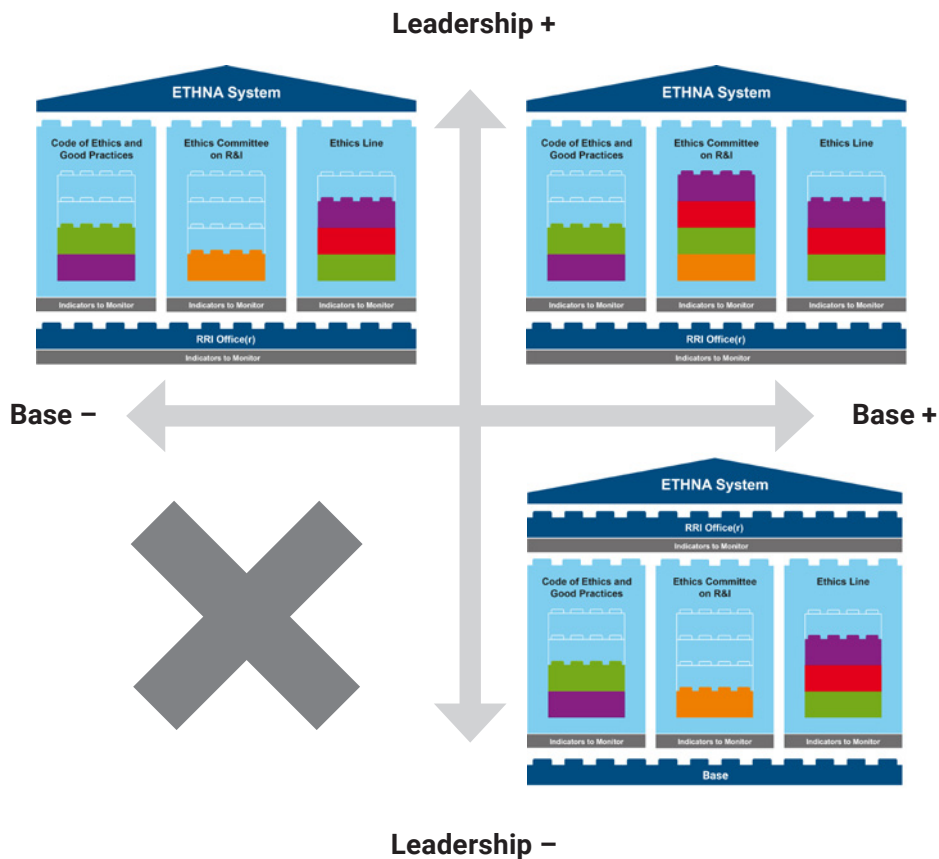 Leadership +
ETHNA System
Code of Ethics and
Good Practices
Ethics Committee
on R&I
Ethics Line
Indicators to Monitor
Indicators to Monitor
Indicators to Monitor
RRI Office(r)
Indicators to Monitor
ETHNA System
Code of Ethics and
Good Practices
Ethics Committee
on R&I
Ethics Line
Indicators to Monitor
Indicators to Monitor
Indicators to Monitor
RRI Office(r)
Indicators to Monitor
Base –
Base +
ETHNA System
RRI Office(r)
Indicators to Monitor
Code of Ethics and
Good Practices
Ethics Committee
on R&I
Ethics Line
Indicators to Monitor
Indicators to Monitor
Indicators to Monitor
Base
Leadership –